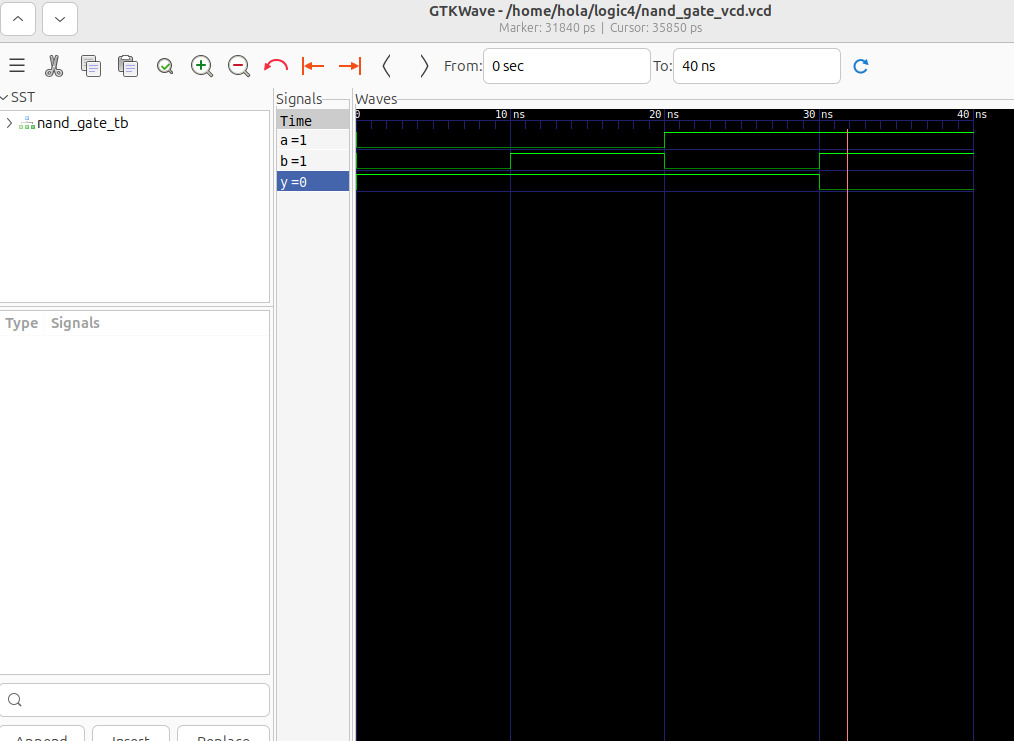 GTKWave - /home/hola/logic4/nand_gate_vcd.vcd
Marker: 31840 ps | Cursor: 35850 ps
From: 0 sec To: 40 ns
SST
nand_gate_tb
Type Signals
Append Insert Replace
Signals
Time
a =1
b =1
y =0
Waves
0 10 ns 20 ns 30 ns 40 ns